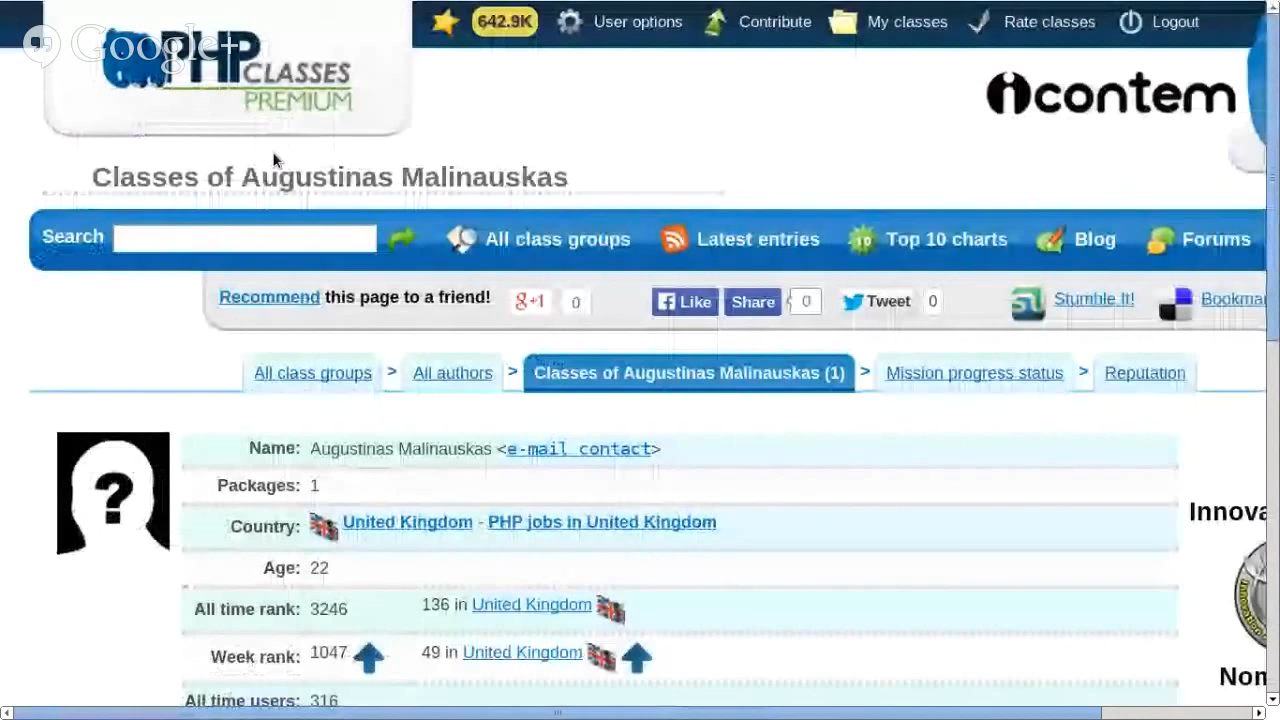 642.9K User options Contribute My classes Rate classes Logout
Google+
PHP
CLASSES
PREMIUM
icontem
Classes of Augustinas Malinauskas
Search All class groups Latest entries 10 Top 10 charts Blog Forums
Recommend this page to a friend! g+1 0 Like Share 0 Tweet 0 Stumble It! Bookmar
All class groups > All authors > Classes of Augustinas Malinauskas (1) > Mission progress status > Reputation
Name: Augustinas Malinauskas <e-mail contact>
Packages: 1
Innova
Country: United Kingdom - PHP jobs in United Kingdom
Age: 22
All time rank: 3246 136 in United Kingdom
Week rank: 1047 49 in United Kingdom
Nom
All time users: 316